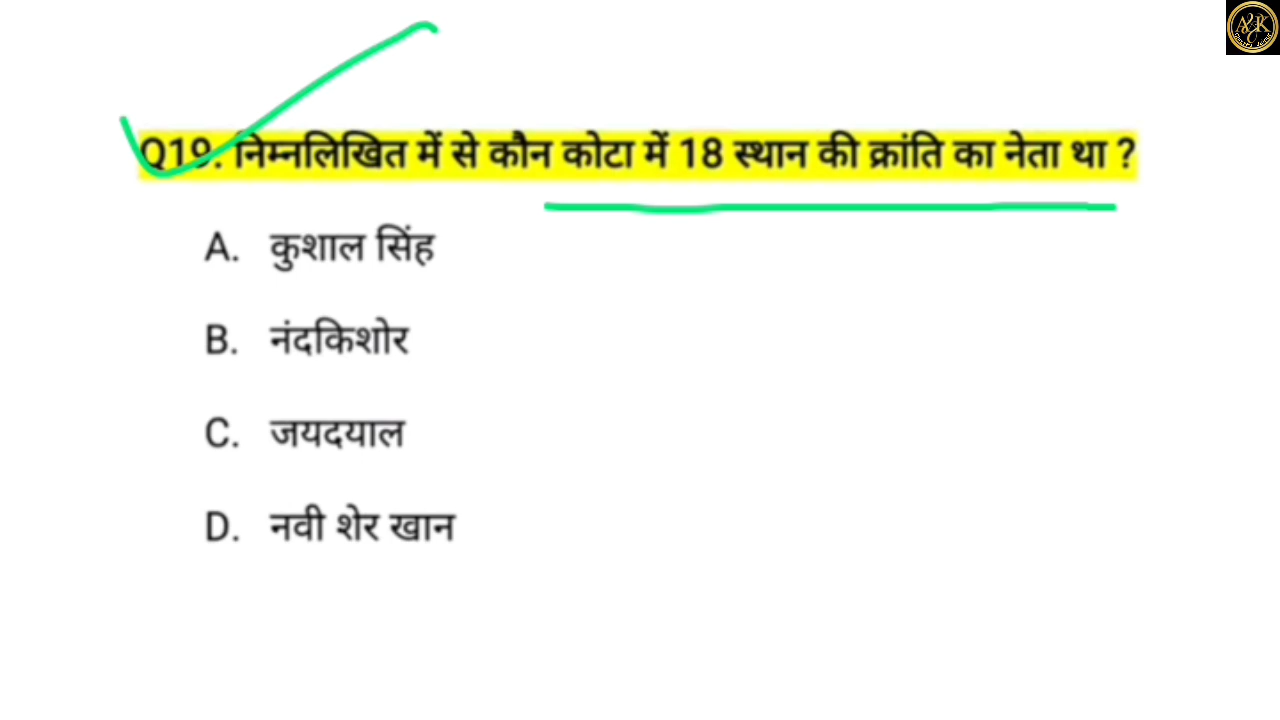 Q19. निम्नलिखित में से कौन कोटा में 18 स्थान की क्रांति का नेता था ?
A. कुशाल सिंह
B. नंदकिशोर
C. जयदयाल
D. नवी शेर खान